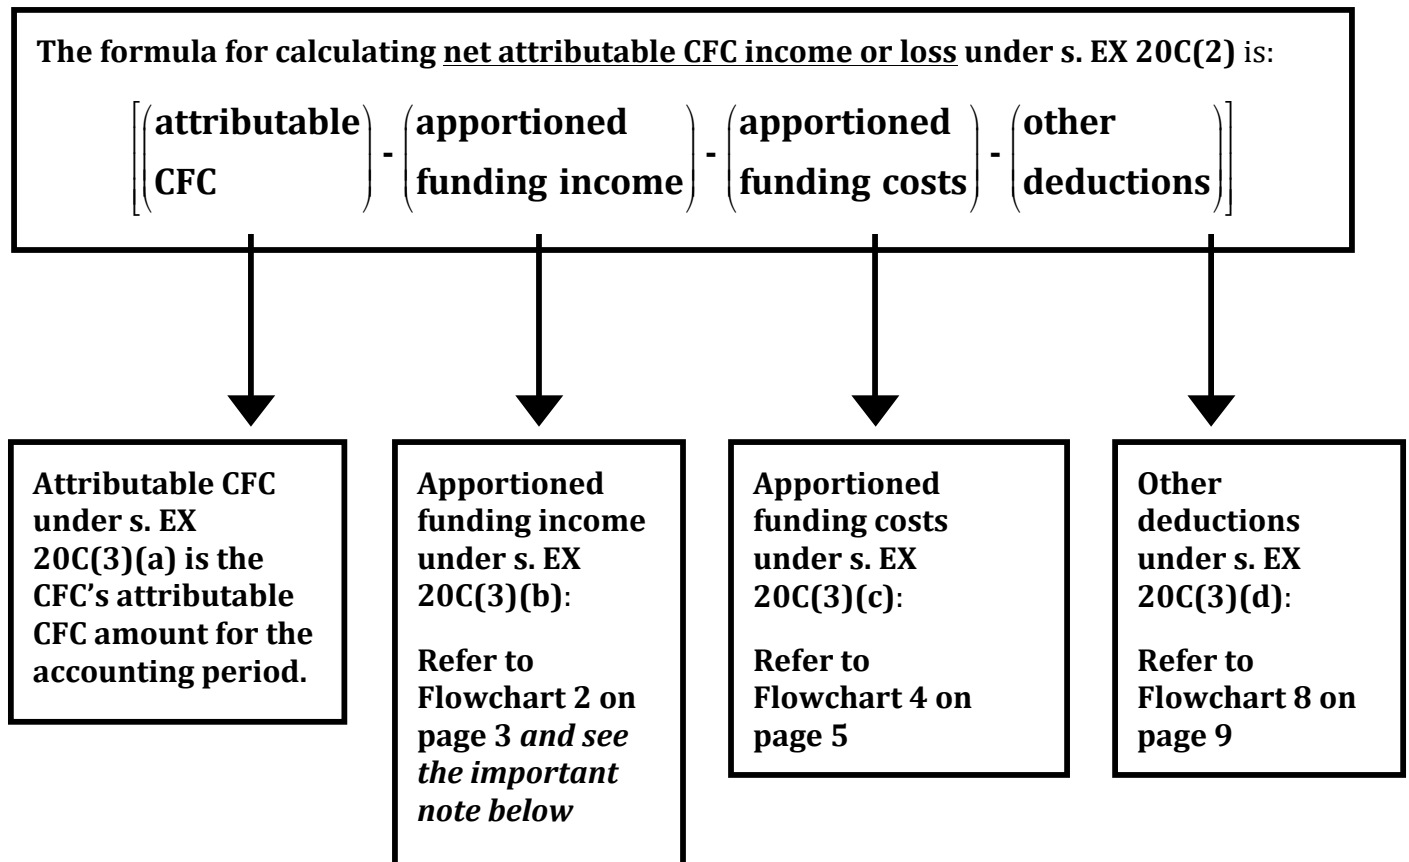 The formula for calculating net attributable CFC income or loss under s. EX 20C(2) is:
attributable - apportioned - apportioned - other
CFC funding income funding costs deductions
Attributable CFC
under s. EX
20C(3)(a) is the
CFC’s attributable
CFC amount for the
accounting period.
Apportioned
funding income
under s. EX
20C(3)(b):
Refer to
Flowchart 2 on
page 3 and see
the important
note below
Apportioned
funding costs
under s. EX
20C(3)(c):
Refer to
Flowchart 4 on
page 5
Other
deductions
under s. EX
20C(3)(d):
Refer to
Flowchart 8 on
page 9